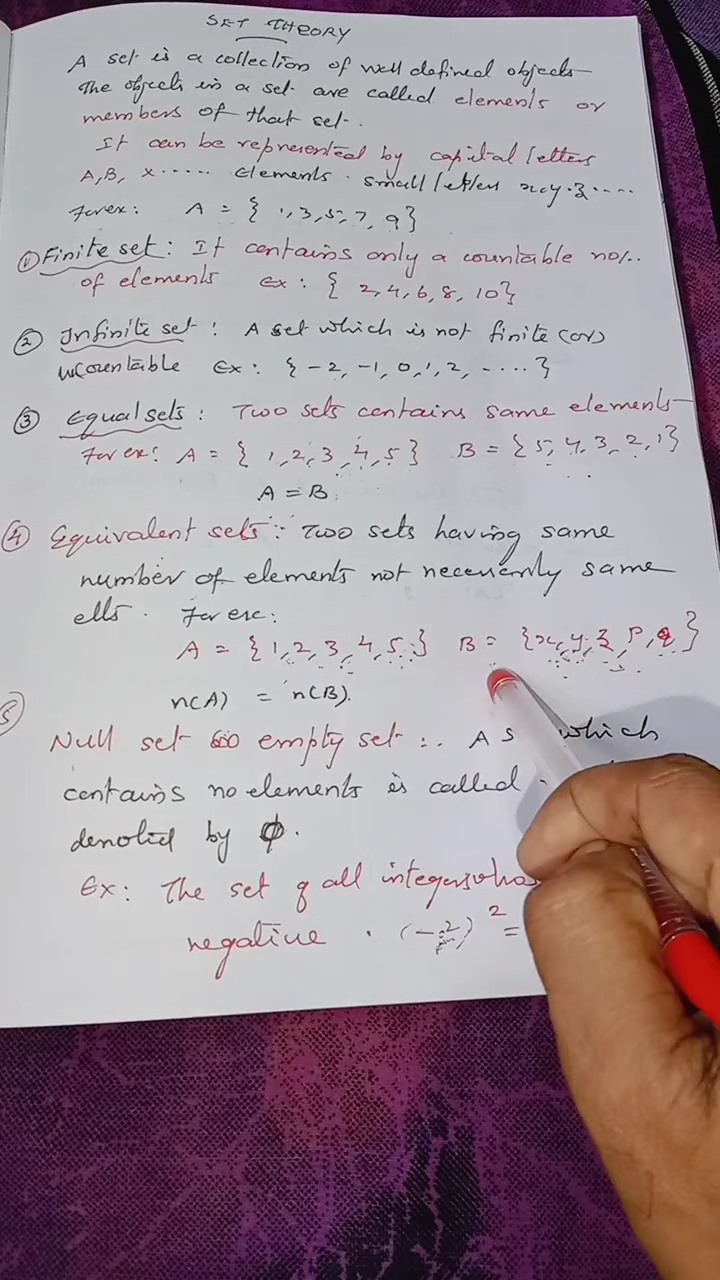 SET THEORY
A set is a collection of well defined objects
The objects in a set are called elements or
members of that set.
It can be represented by capital letters
A, B, X ..... Elements . small letters x, y, z ....
For ex: A = { 1, 3, 5, 7, 9}
① Finite set : It contains only a countable no/..
of elements Ex : { 2, 4, 6, 8, 10}
② Infinite set : A set which is not finite (or)
uncountable Ex : { -2, -1, 0, 1, 2, .....}
③ Equal sets : Two sets contains same elements
For ex: A = { 1, 2, 3, 4, 5} B = {5, 4, 3, 2, 1}
A = B
④ Equivalent sets : Two sets having same
number of elements not necessarily same
ells. For ex:
A = { 1, 2, 3, 4, 5 } B = {x, y, z, p, q }
n(A) = n(B).
5
Null set empty set :. A s which
contains no elements is called
denoted by ϕ.
Ex: The set of all integers
negative . (-2)² =